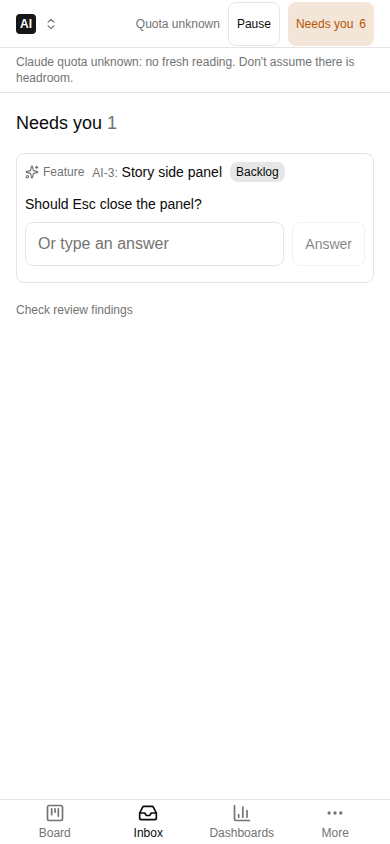 AI
Quota unknown
Pause
Needs you 6
Claude quota unknown: no fresh reading. Don't assume there is
headroom.
Needs you 1
Feature AI-3: Story side panel Backlog
Should Esc close the panel?
Or type an answer
Answer
Check review findings
Board
Inbox
Dashboards
More